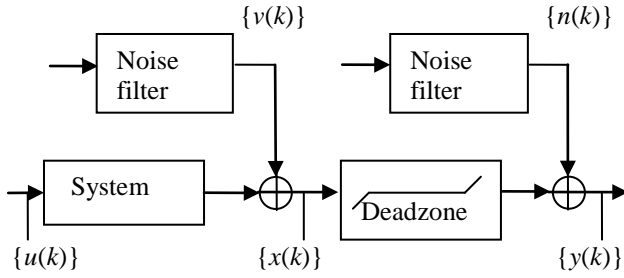 {v(k)}
{n(k)}
Noise
filter
Noise
filter
System
Deadzone
{u(k)}
{x(k)}
{y(k)}